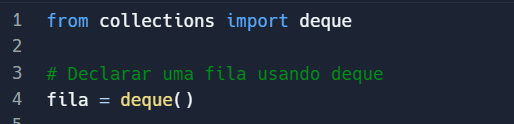 1 from collections import deque
2
3 # Declarar uma fila usando deque
4 fila = deque()
5